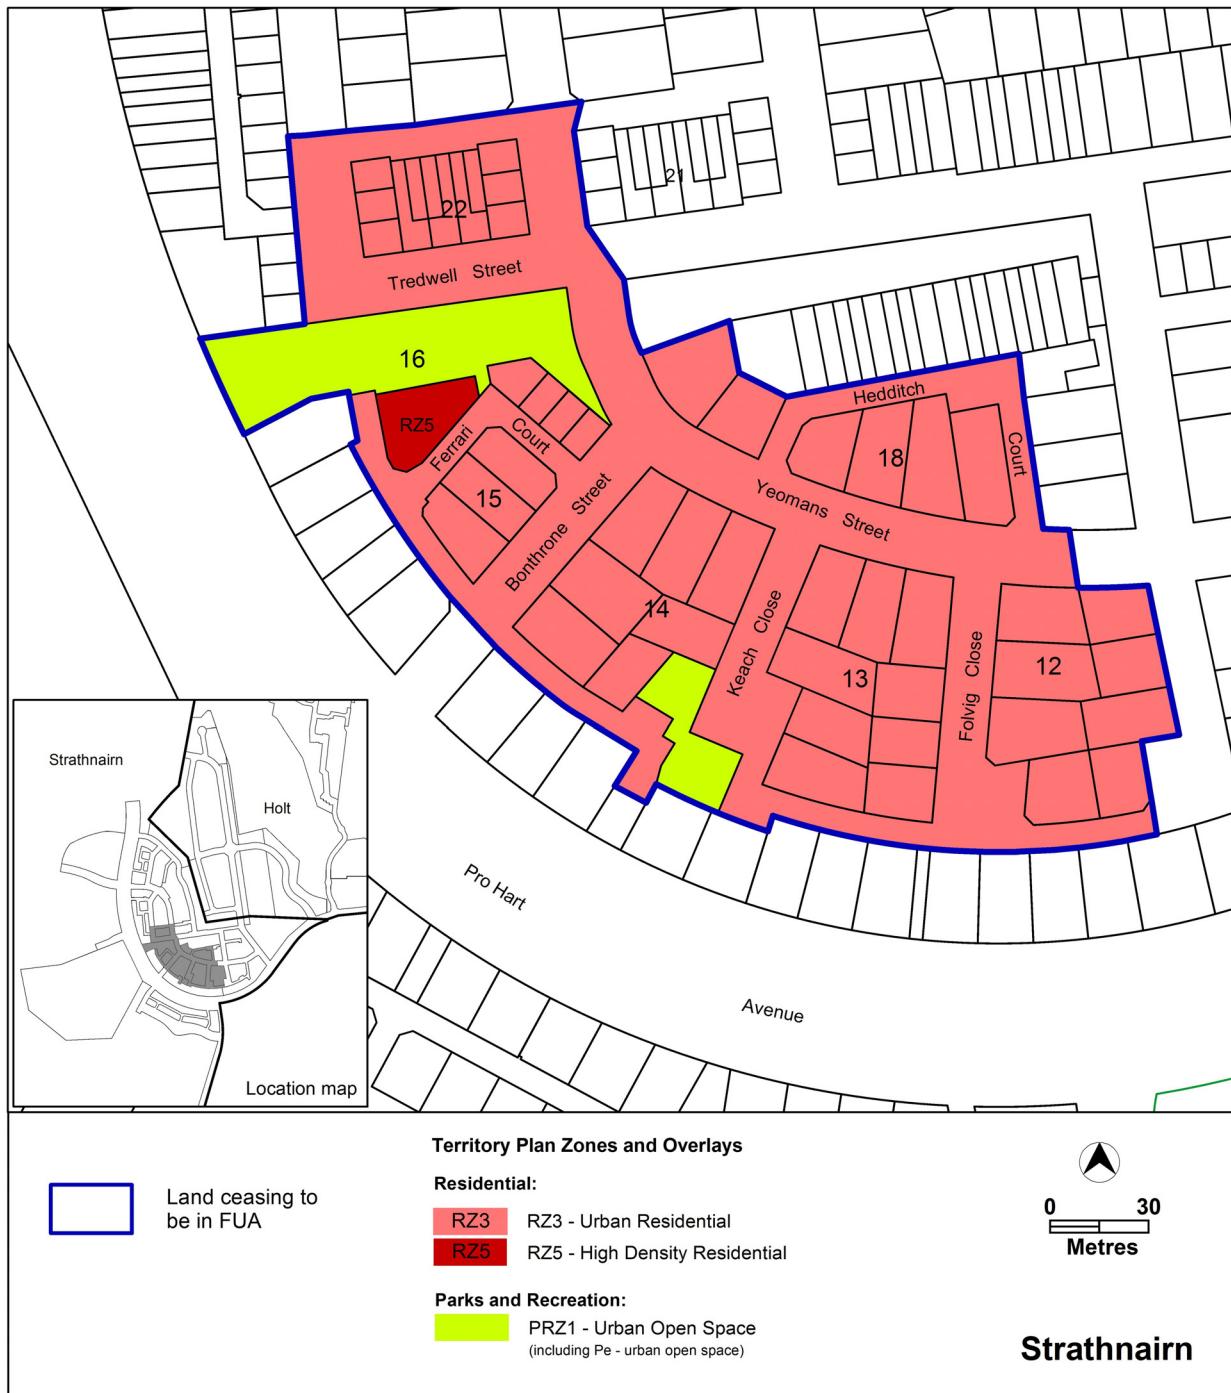 22
21
Tredwell Street
16
Hedditch
RZ5
Ferrari
Court
18
Court
15
Bonthrone Street
Yeomans Street
14
Keach Close
13
Folvig Close
12
Strathnairn
Holt
Location map
Pro Hart
Avenue
Land ceasing to
be in FUA
Territory Plan Zones and Overlays
Residential:
RZ3 RZ3 - Urban Residential
RZ5 RZ5 - High Density Residential
Parks and Recreation:
PRZ1 - Urban Open Space
(including Pe - urban open space)
0 30
Metres
Strathnairn